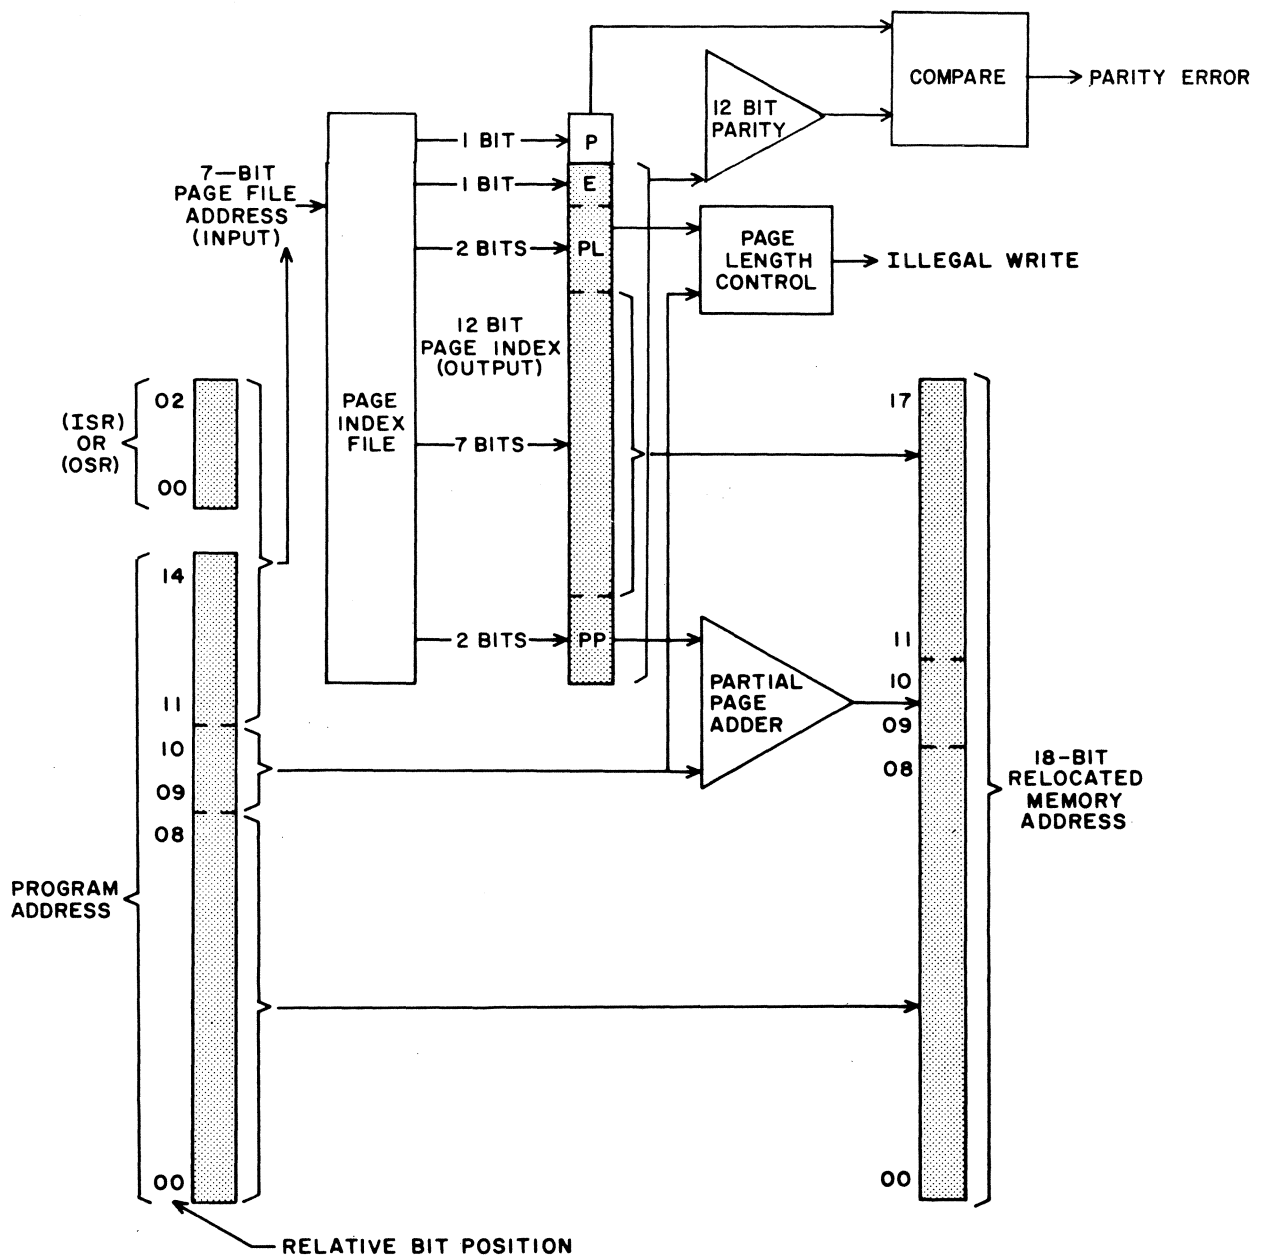 COMPARE
PARITY ERROR
12 BIT
PARITY
1 BIT
P
7-BIT
PAGE FILE
ADDRESS
(INPUT)
1 BIT
E
2 BITS
PL
PAGE
LENGTH
CONTROL
ILLEGAL WRITE
12 BIT
PAGE INDEX
(OUTPUT)
PAGE
INDEX
FILE
7 BITS
(ISR)
OR
(OSR)
02
00
17
14
11
10
09
08
00
2 BITS
PP
PARTIAL
PAGE
ADDER
11
10
09
08
00
18-BIT
RELOCATED
MEMORY
ADDRESS
PROGRAM
ADDRESS
RELATIVE BIT POSITION